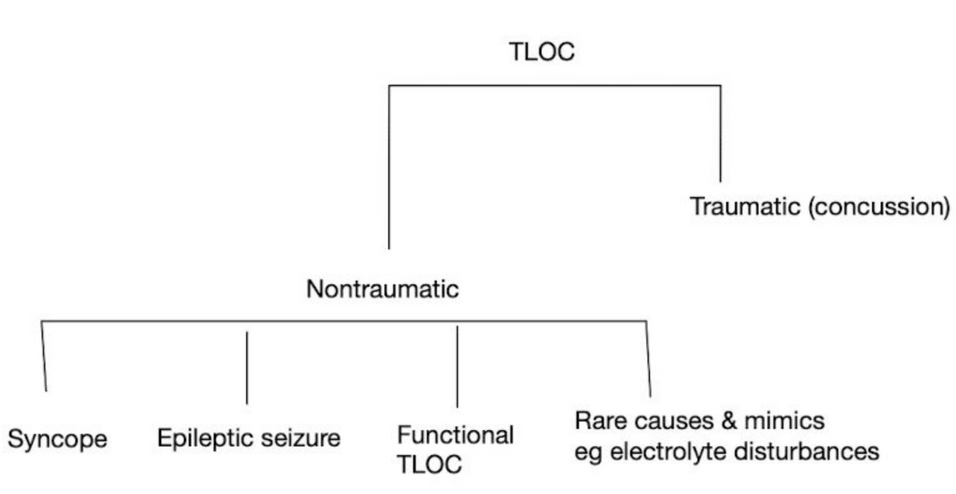 TLOC
Traumatic (concussion)
Nontraumatic
Syncope
Epileptic seizure
Functional
TLOC
Rare causes & mimics
eg electrolyte disturbances